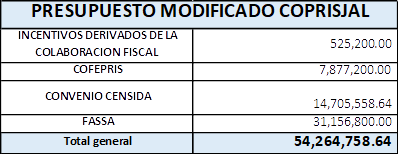 PRESUPUESTO MODIFICADO COPRISJAL
INCENTIVOS DERIVADOS DE LA
COLABORACION FISCAL
525,200.00
COFEPRIS 7,877,200.00
CONVENIO CENSIDA 14,705,558.64
FASSA 31,156,800.00
Total general 54,264,758.64